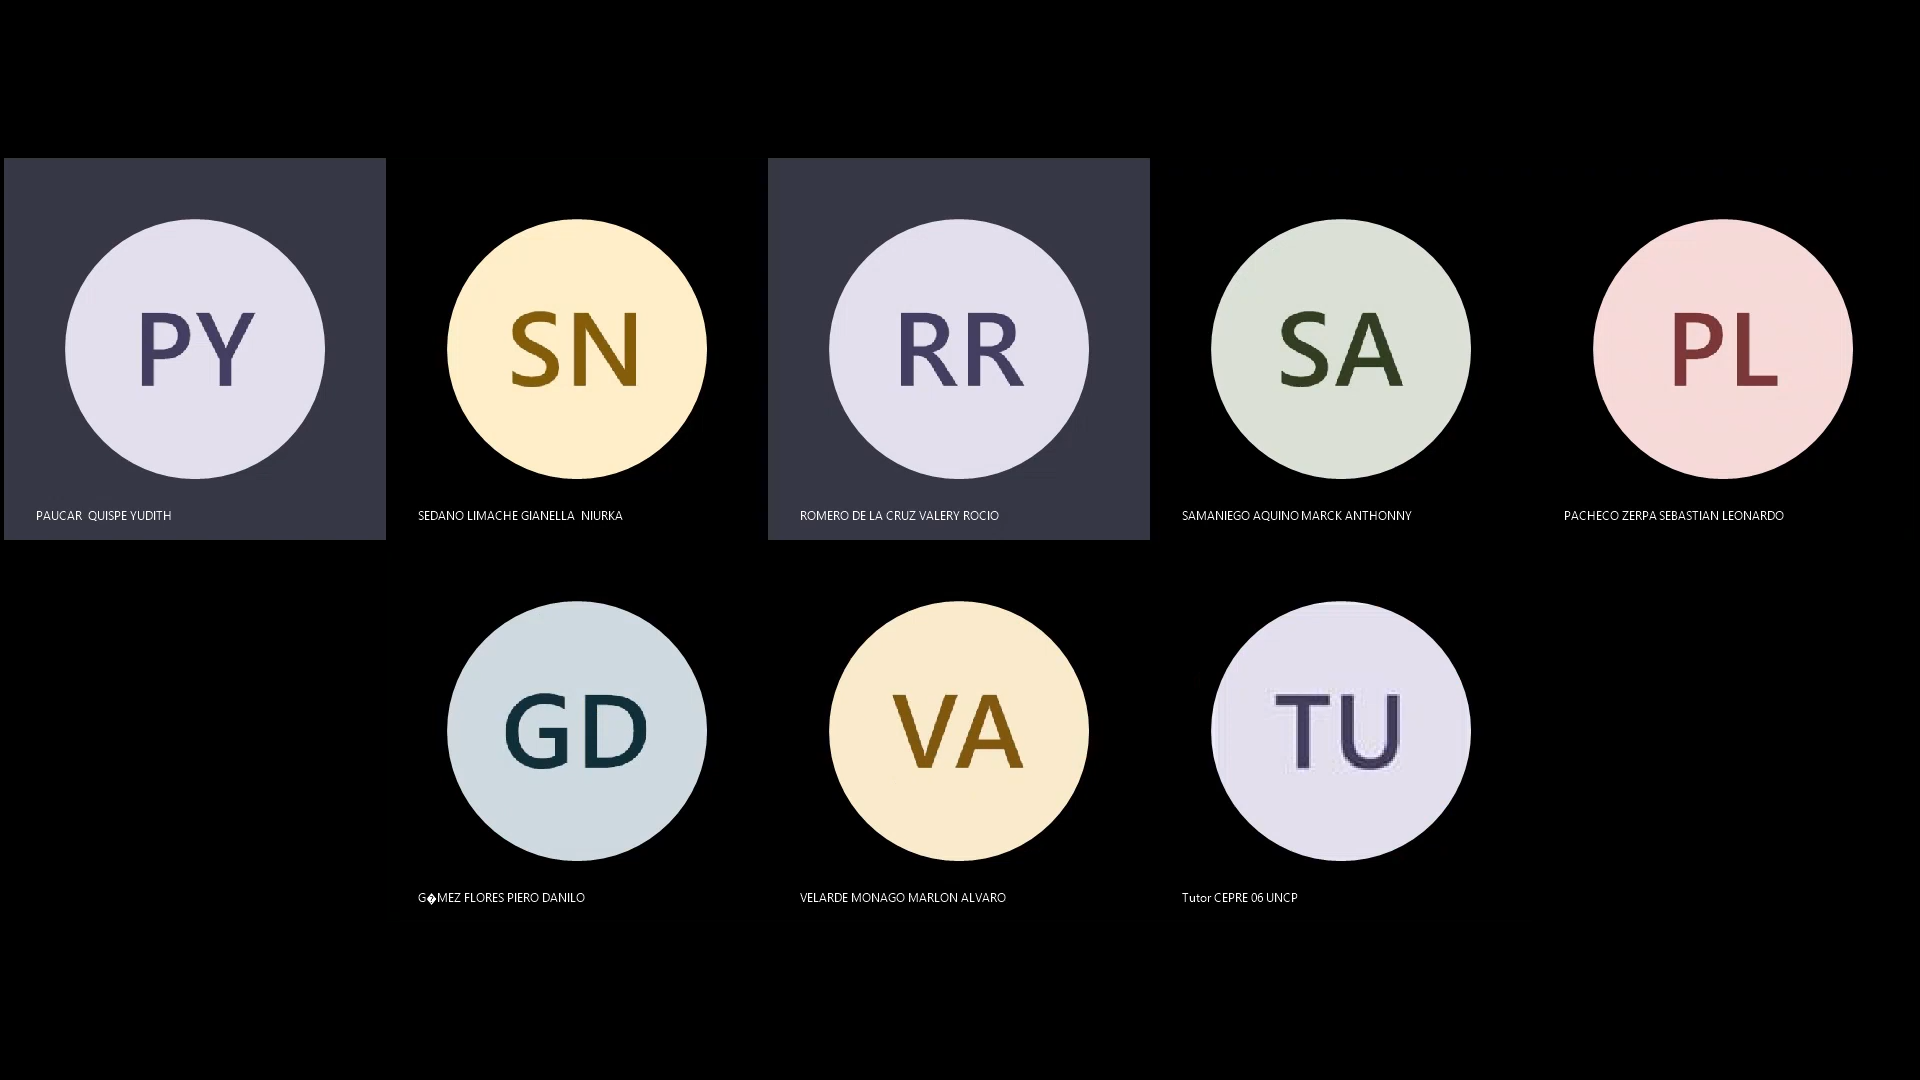 PY
SN
RR
SA
PL
PAUCAR  QUISPE YUDITH
SEDANO LIMACHE GIANELLA  NIURKA
ROMERO DE LA CRUZ VALERY ROCIO
SAMANIEGO AQUINO MARCK ANTHONNY
PACHECO ZERPA SEBASTIAN LEONARDO
GD
VA
TU
G�MEZ FLORES PIERO DANILO
VELARDE MONAGO MARLON ALVARO
Tutor CEPRE 06 UNCP